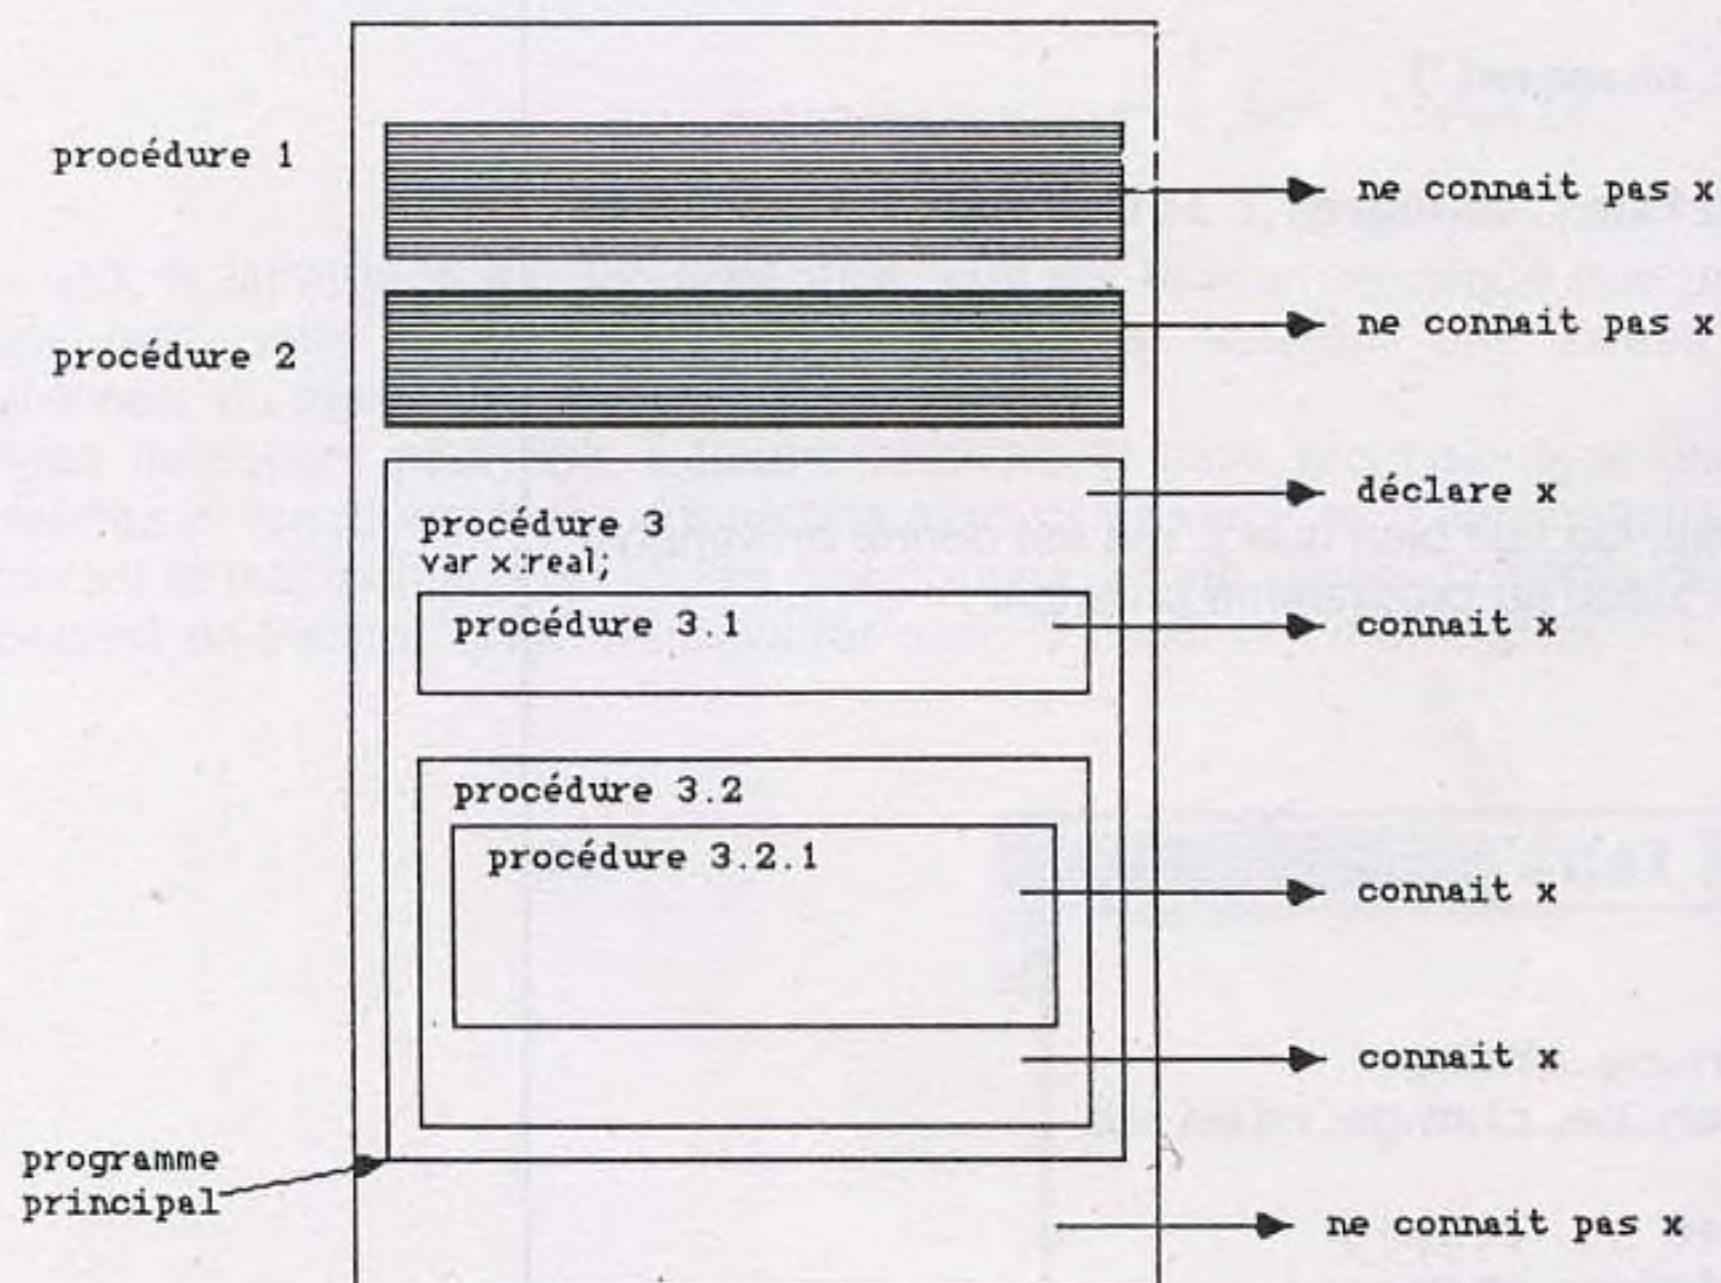 procédure 1
ne connait pas x
ne connait pas x
procédure 2
déclare x
procédure 3
var x:real;
procédure 3.1
connait x
procédure 3.2
procédure 3.2.1
connait x
connait x
programme
principal
ne connait pas x